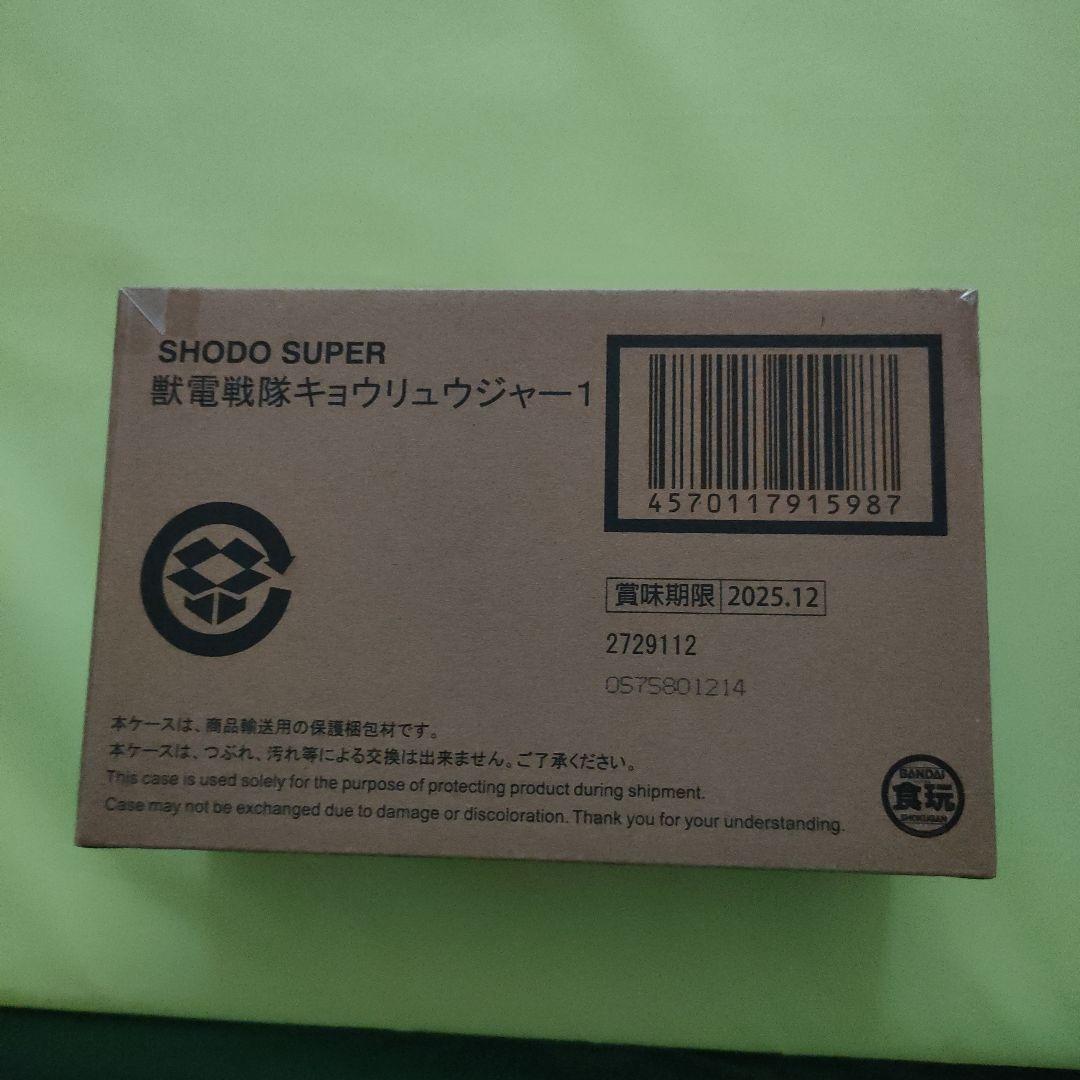 SHODO SUPER
獣電戦隊キョウリュウジャー1
4570117915987
賞味期限 2025.12
2729112
0575801214
本ケースは、商品輸送用の保護梱包材です。
本ケースは、つぶれ、汚れ等による交換は出来ません。ご了承ください。
This case is used solely for the purpose of protecting product during shipment.
Case may not be exchanged due to damage or discoloration. Thank you for your understanding.
BANDAI
食玩
SHOKUGAN